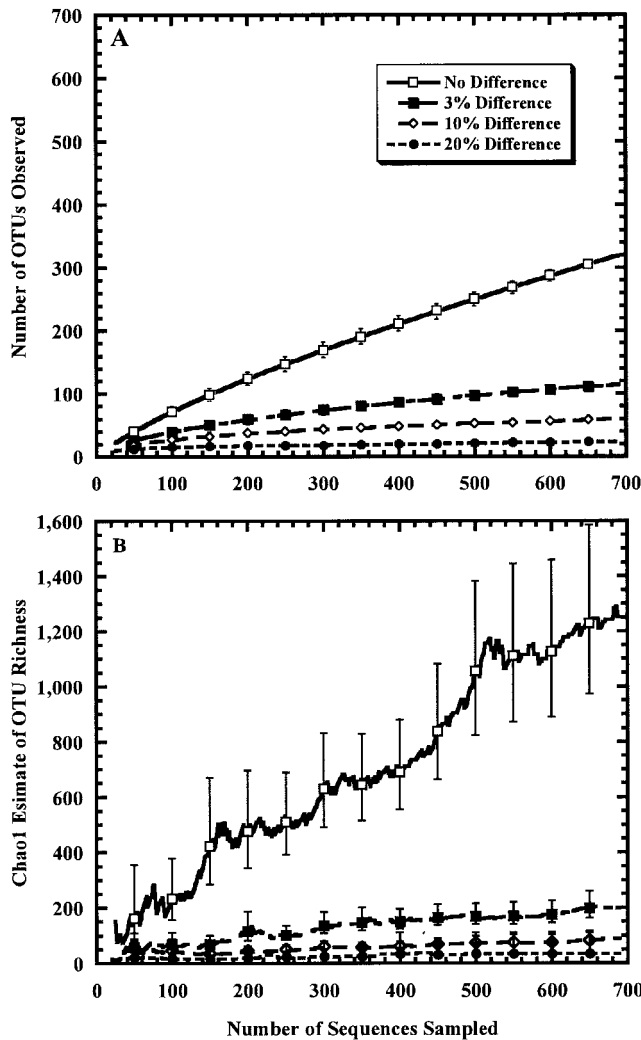 A
No Difference
3% Difference
10% Difference
20% Difference
Number of OTUs Observed
700
600
500
400
300
200
100
0
0 100 200 300 400 500 600 700
B
Chao1 Esimate of OTU Richness
1,600
1,400
1,200
1,000
800
600
400
200
0
0 100 200 300 400 500 600 700
Number of Sequences Sampled